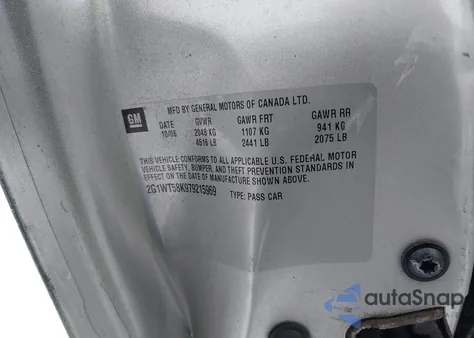 MFD BY GENERAL MOTORS OF CANADA LTD.
GM
DATE GVWR GAWR FRT GAWR RR
10/06 2048 KG 1107 KG 941 KG
4516 LB 2441 LB 2075 LB
THIS VEHICLE CONFORMS TO ALL APPLICABLE U.S. FEDERAL MOTOR
VEHICLE SAFETY, BUMPER, AND THEFT PREVENTION STANDARDS IN
EFFECT ON THE DATE OF MANUFACTURE SHOWN ABOVE.
2G1WT58K979215969 TYPE: PASS CAR
autoSnap